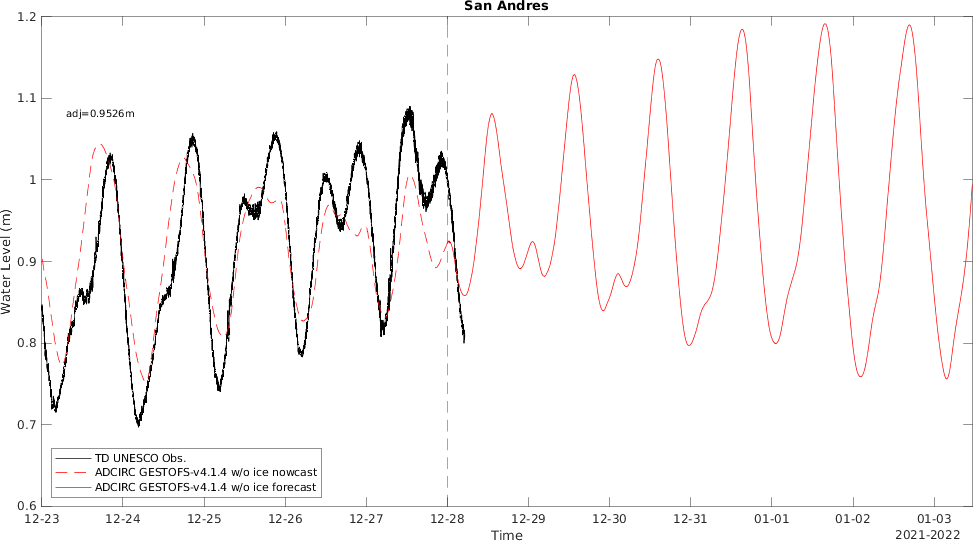 San Andres
1.2
1.1
1
0.9
0.8
0.7
0.6
Water Level (m)
adj=0.9526m
TD UNESCO Obs.
ADCIRC GESTOFS-v4.1.4 w/o ice nowcast
ADCIRC GESTOFS-v4.1.4 w/o ice forecast
12-23 12-24 12-25 12-26 12-27 12-28 12-29 12-30 12-31 01-01 01-02 01-03
Time
2021-2022